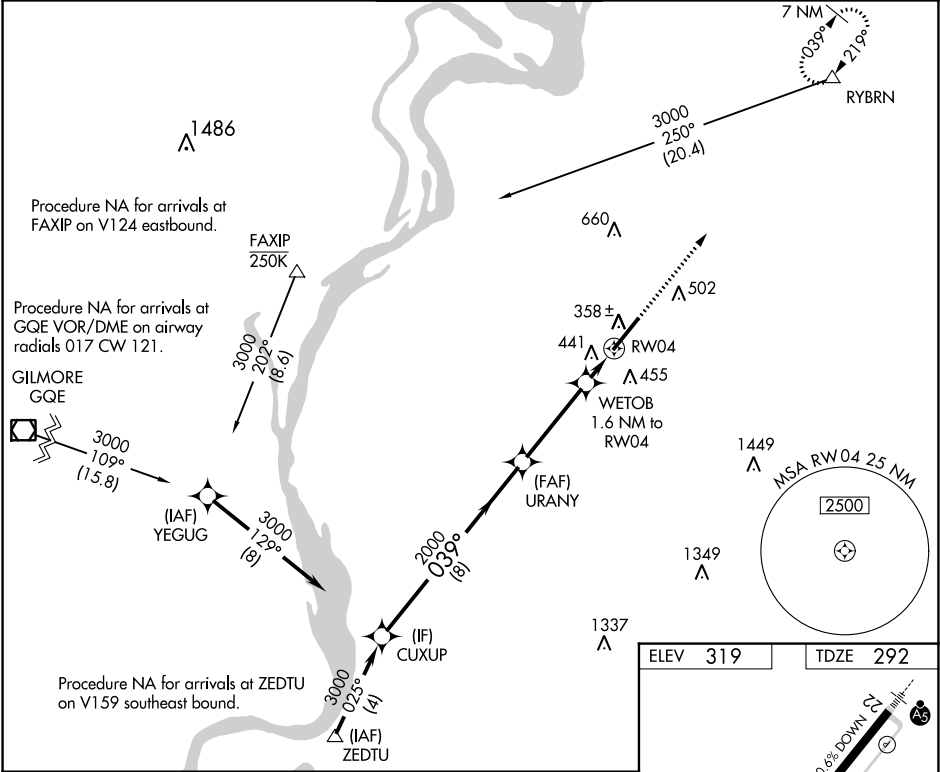 7 NM
039°
219°
RYBRN
3000
250°
(20.4)
1486
Procedure NA for arrivals at
FAXIP on V124 eastbound.
660
FAXIP
250K
502
Procedure NA for arrivals at
GQE VOR/DME on airway
radials 017 CW 121.
3000
202°
(8.6)
358 ±
441
RW04
455
GILMORE
GQE
WETOB
1.6 NM to
RW04
3000
109°
(15.8)
1449
MSA RW 04 25 NM
2500
(FAF)
URANY
(IAF)
YEGUG
3000
129°
(8)
2000
039°
(8)
1349
(IF)
CUXUP
1337
ELEV 319
TDZE 292
Procedure NA for arrivals at ZEDTU
on V159 southeast bound.
3000
025°
(4)
(IAF)
ZEDTU
22
A5
0.6% DOWN